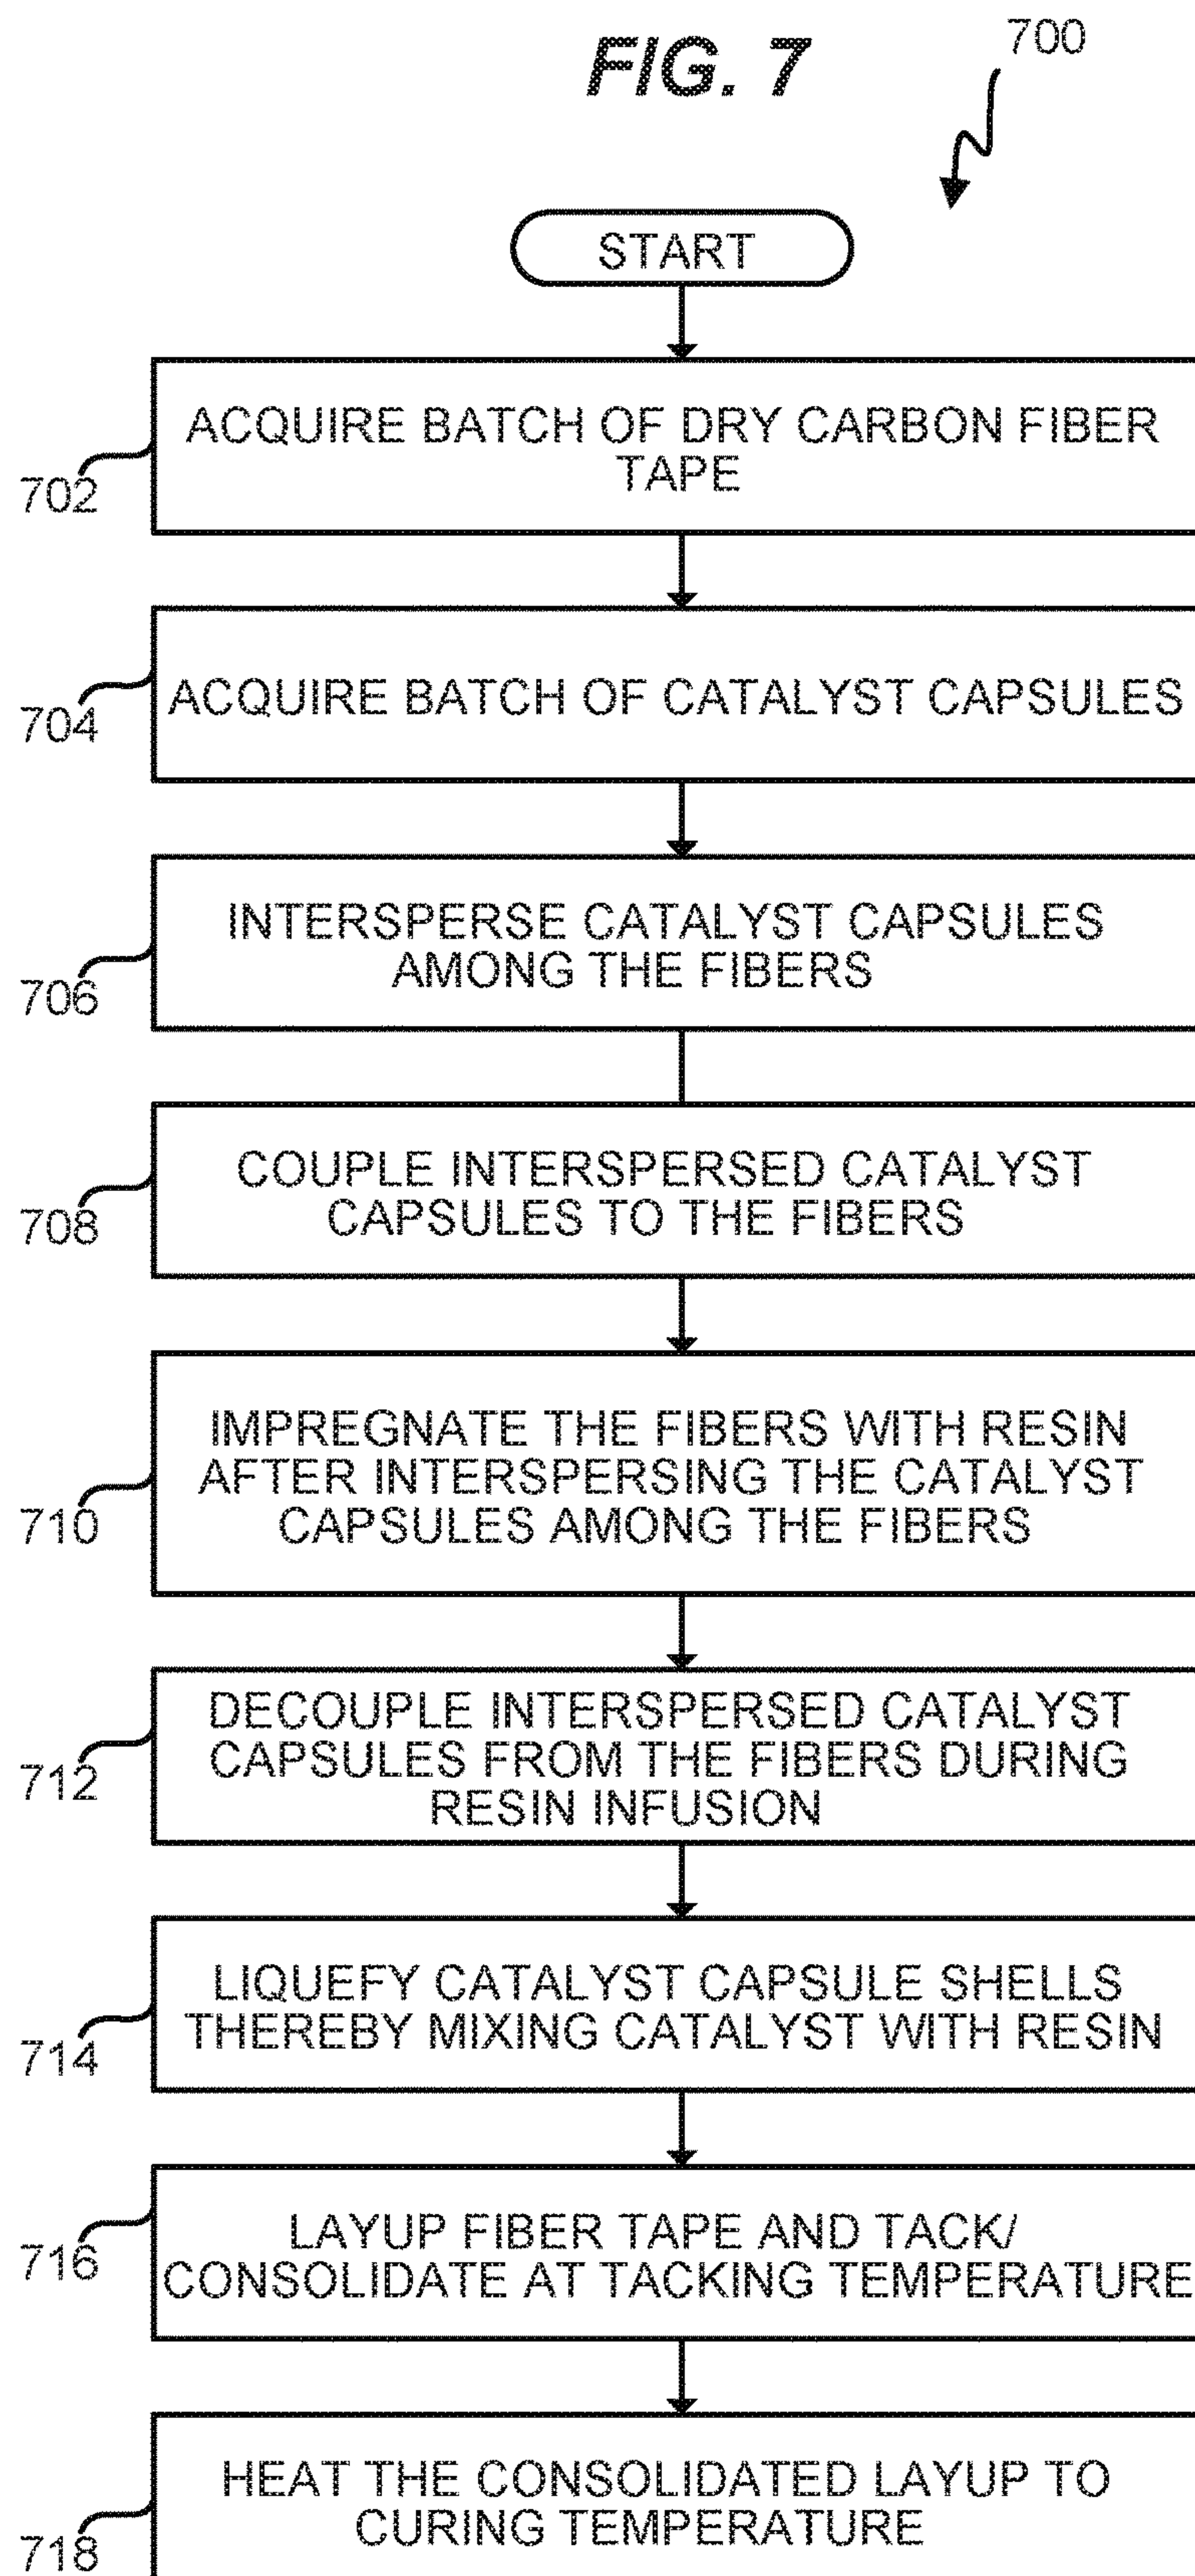 FIG. 7
700
START
ACQUIRE BATCH OF DRY CARBON FIBER
TAPE
702
ACQUIRE BATCH OF CATALYST CAPSULES
704
INTERSPERSE CATALYST CAPSULES
AMONG THE FIBERS
706
COUPLE INTERSPERSED CATALYST
CAPSULES TO THE FIBERS
708
IMPREGNATE THE FIBERS WITH RESIN
AFTER INTERSPERSING THE CATALYST
CAPSULES AMONG THE FIBERS
710
DECOUPLE INTERSPERSED CATALYST
CAPSULES FROM THE FIBERS DURING
RESIN INFUSION
712
LIQUEFY CATALYST CAPSULE SHELLS
THEREBY MIXING CATALYST WITH RESIN
714
LAYUP FIBER TAPE AND TACK/
CONSOLIDATE AT TACKING TEMPERATURE
716
HEAT THE CONSOLIDATED LAYUP TO
CURING TEMPERATURE
718